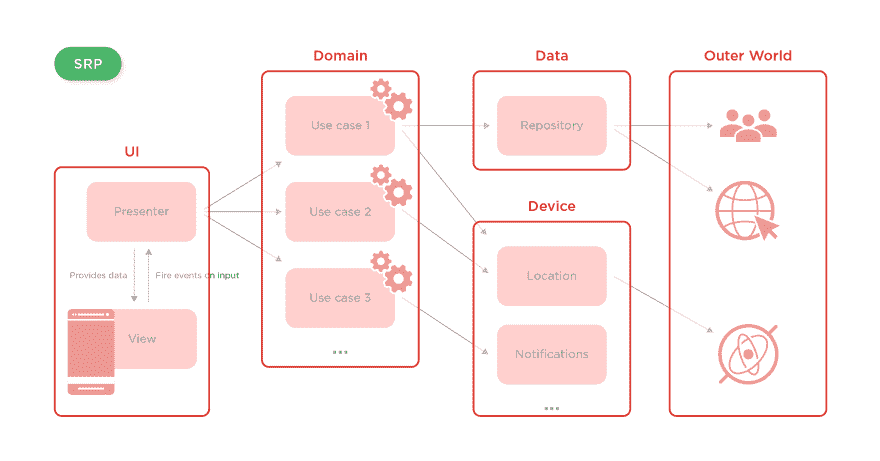 SRP
Domain
Data
Outer World
Use case 1
Repository
UI
Presenter
Use case 2
Device
Provides data
Fire events on input
Use case 3
Location
View
Notifications
...
...